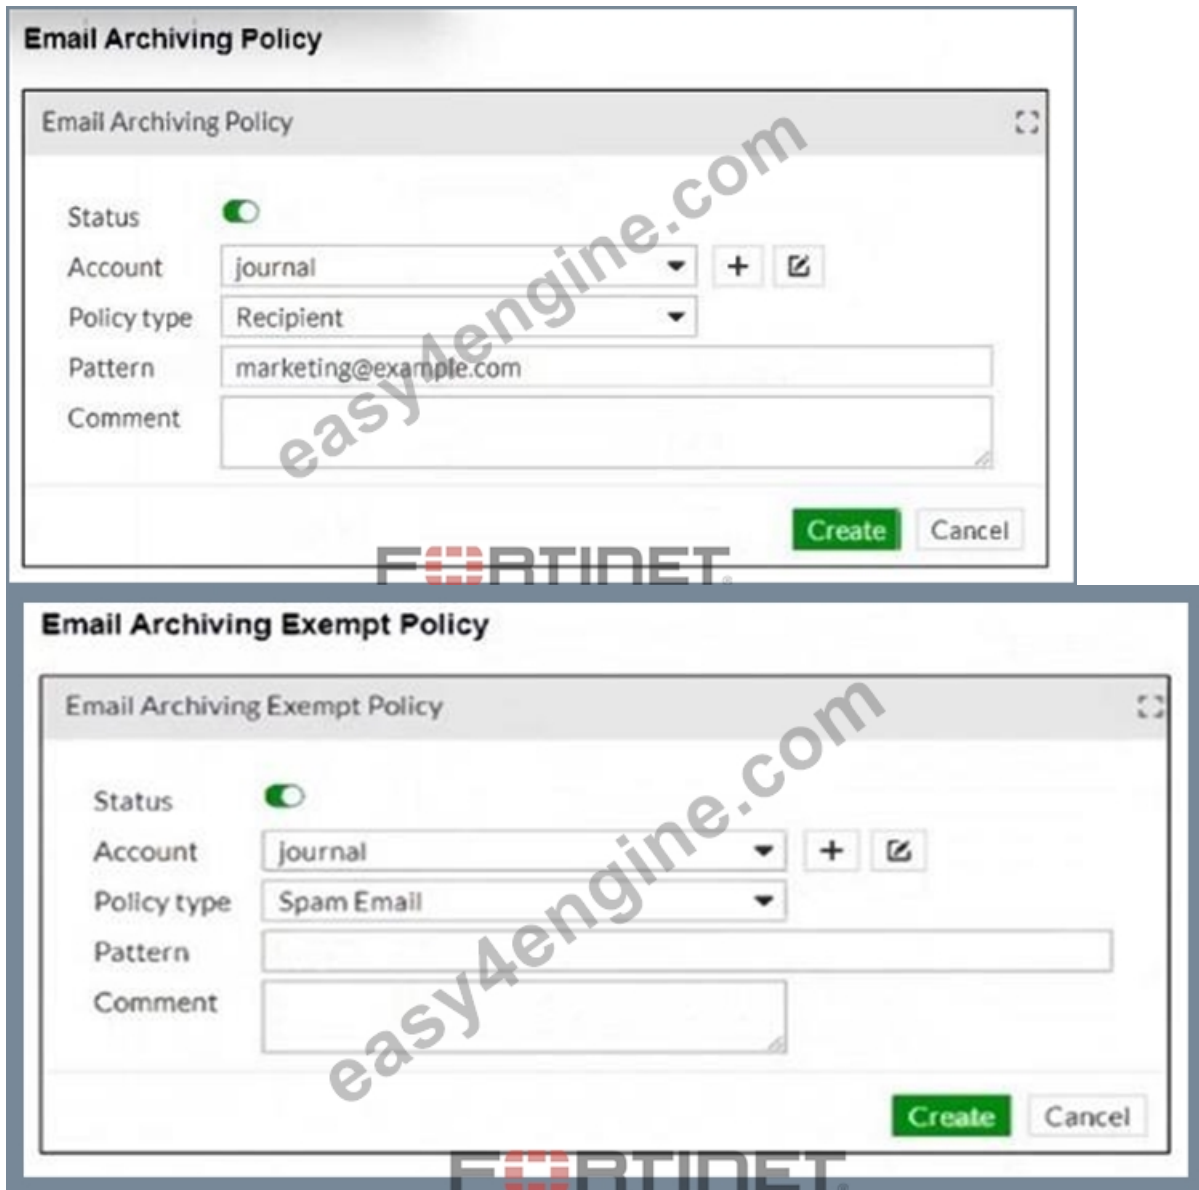 Email Archiving Policy
Email Archiving Policy
Status
Account journal
Policy type Recipient
Pattern marketing@example.com
Comment
Create Cancel
easy4engine.com
FORTINET
Email Archiving Exempt Policy
Email Archiving Exempt Policy
Status
Account journal
Policy type Spam Email
Pattern
Comment
Create Cancel
easy4engine.com
FORTINET